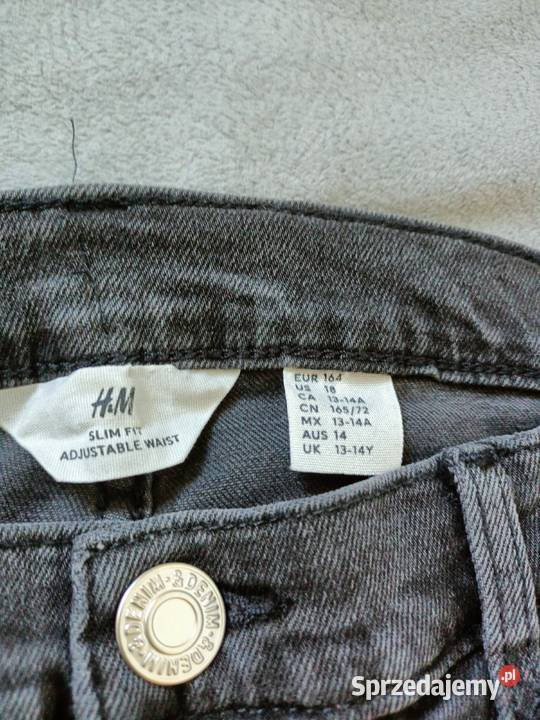 H&M
SLIM FIT
ADJUSTABLE WAIST
EUR 164
US 18
CA 13-14A
CN 165/72
MX 13-14A
AUS 14
UK 13-14Y
&DENIM·&DENIM·&DENIM·
Sprzedajemy.pl